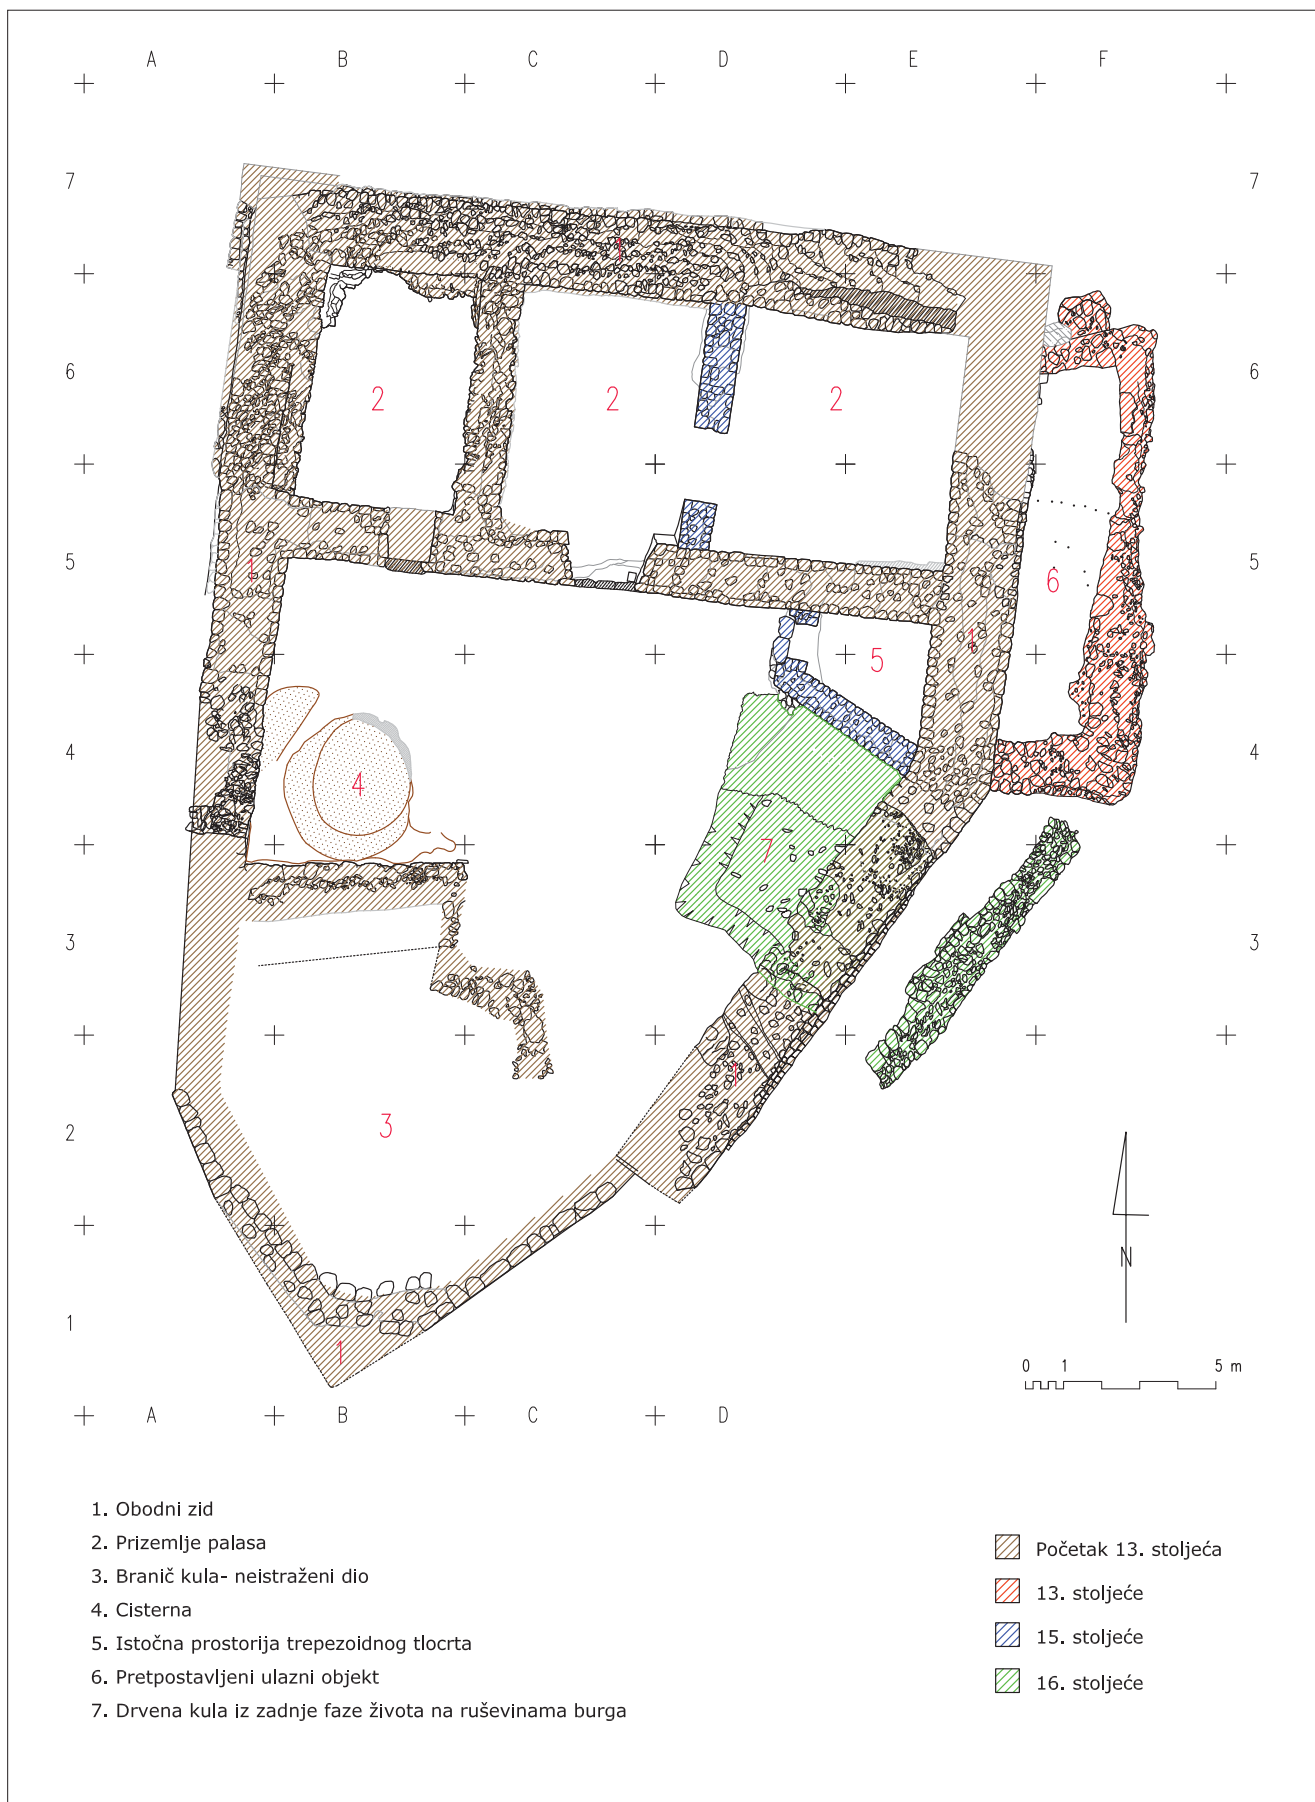 A B C D E F
7 7
1
6 2 2 2 6
5 1 6 5
1
5
4 4 4
7
3 3
1
2 3 2
N
1
1
0 1 5 m
A B C D
1. Obodni zid
2. Prizemlje palasa
3. Branič kula- neistraženi dio
4. Cisterna
5. Istočna prostorija trepezoidnog tlocrta
6. Pretpostavljeni ulazni objekt
7. Drvena kula iz zadnje faze života na ruševinama burga
Početak 13. stoljeća
13. stoljeće
15. stoljeće
16. stoljeće